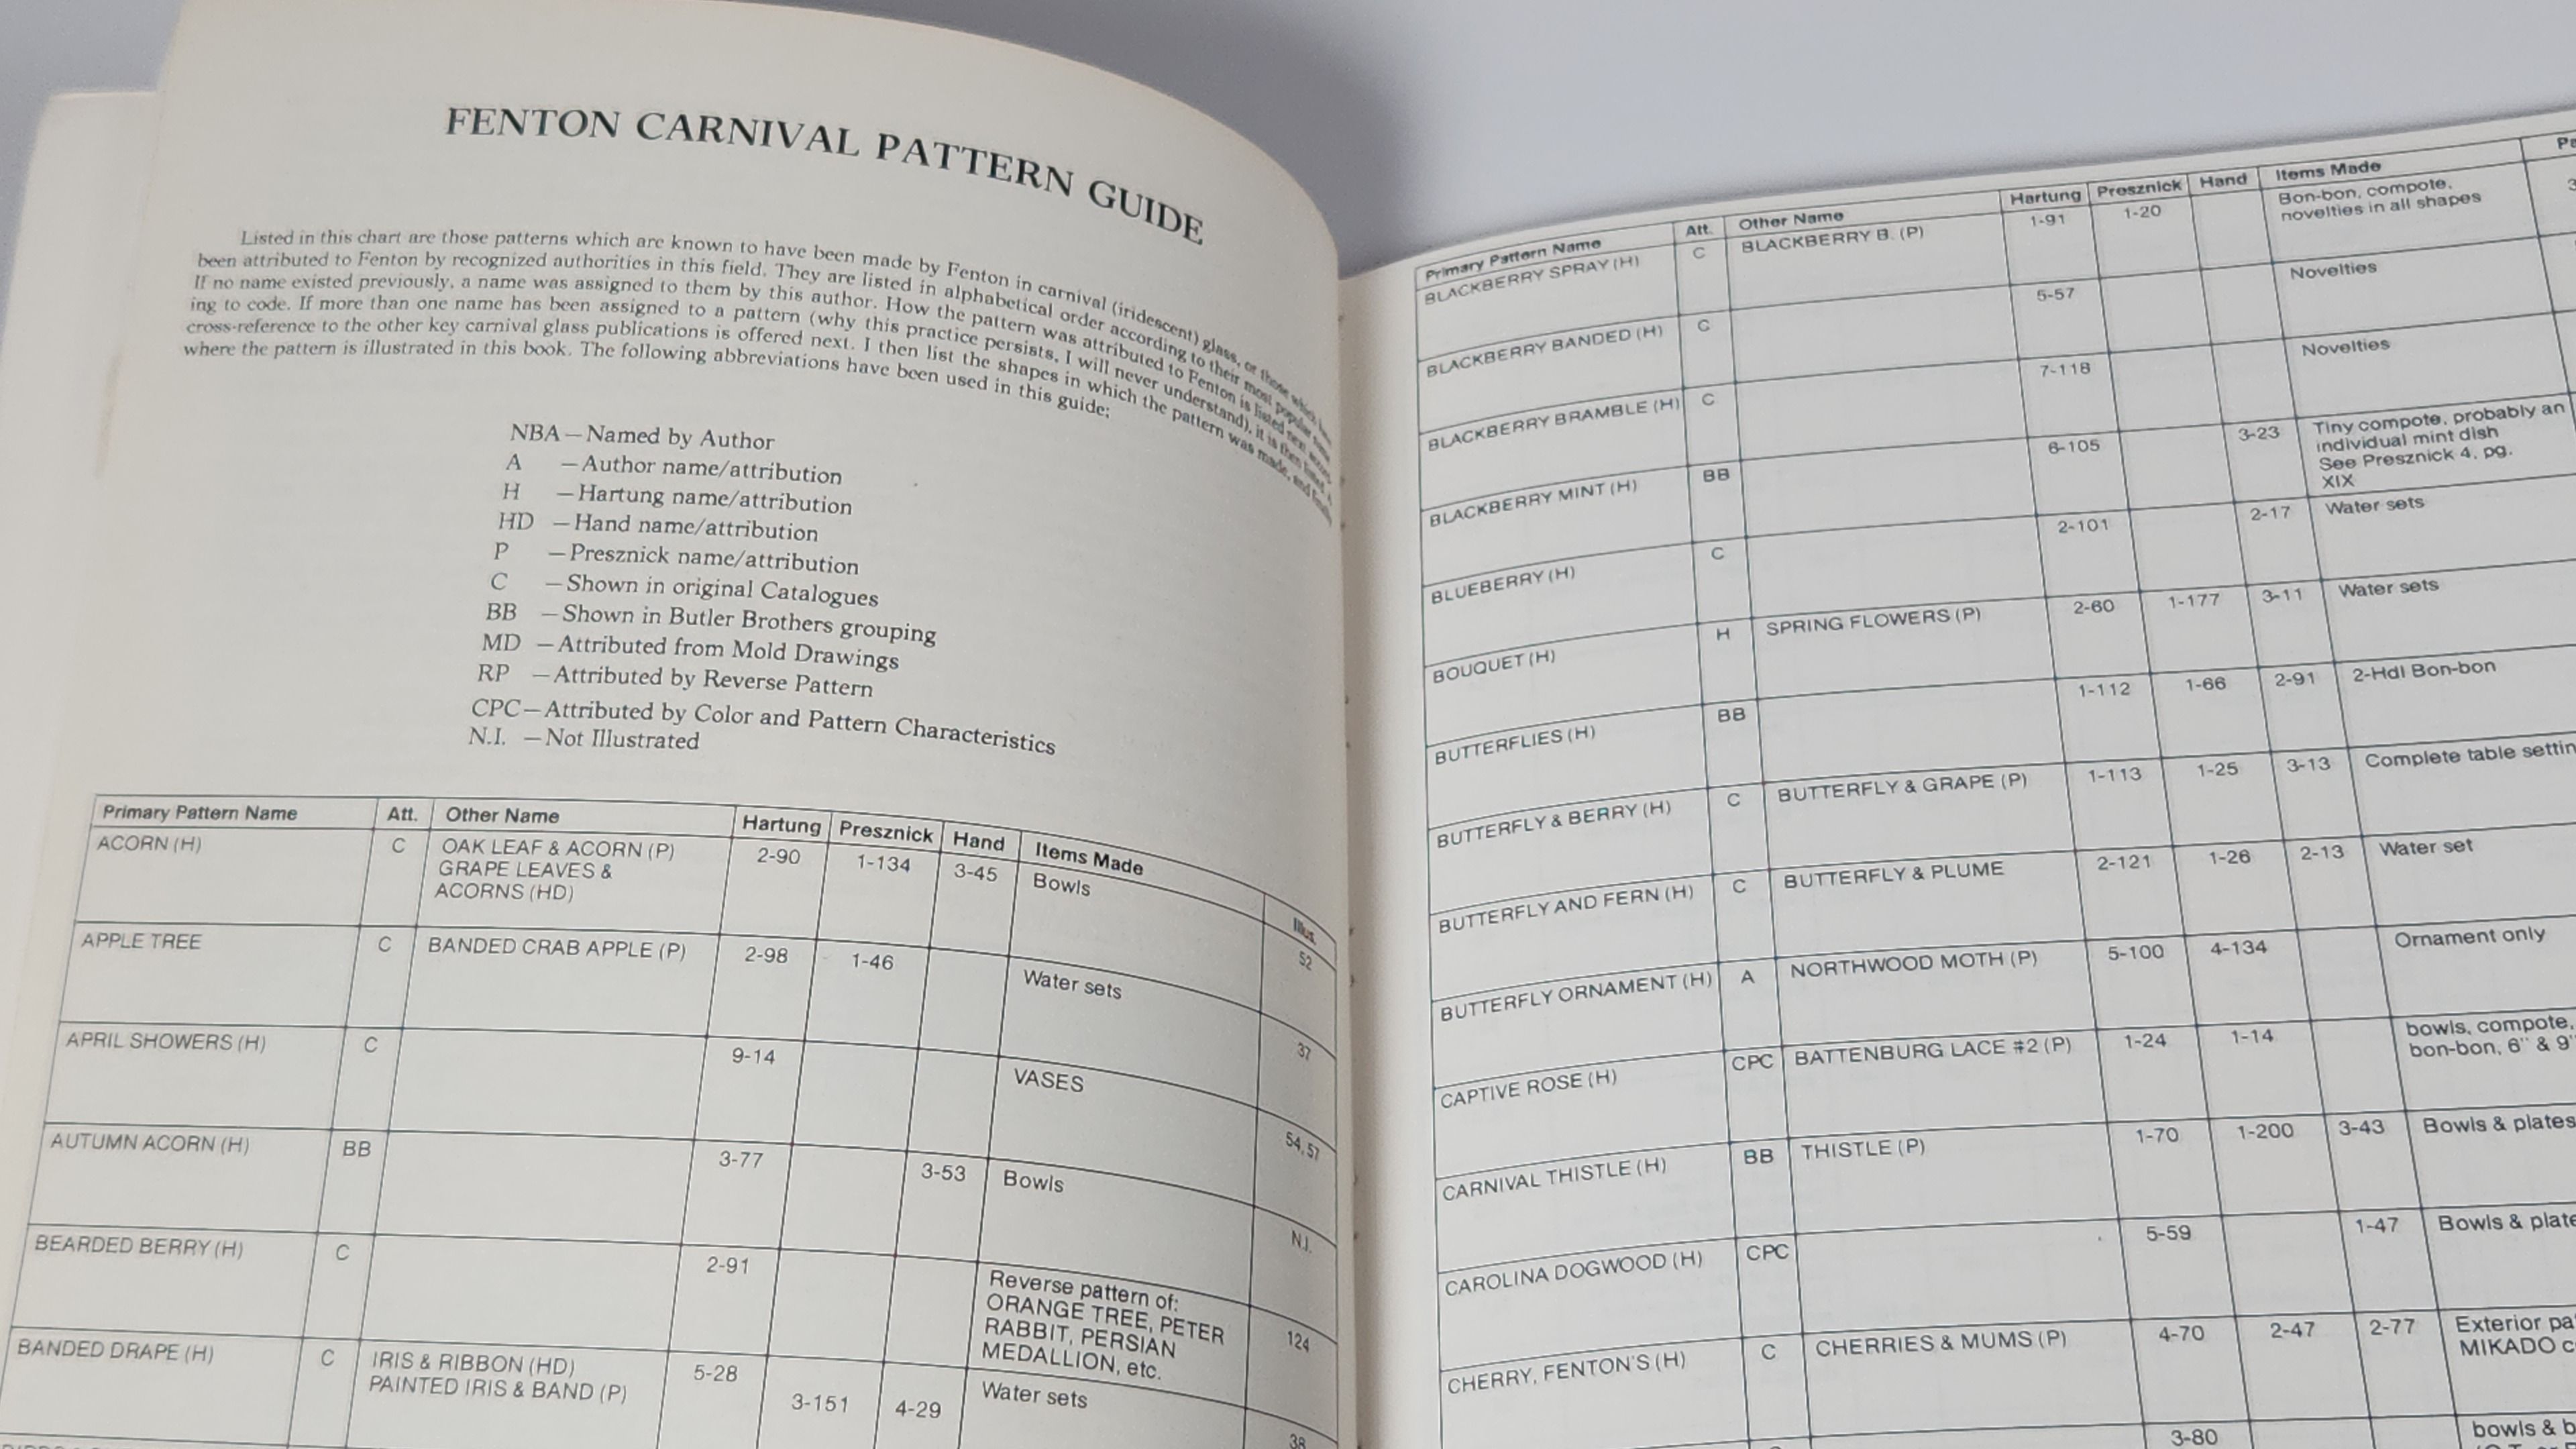 FENTON CARNIVAL PATTERN GUIDE
Listed in this chart are those patterns which are known to have been made by Fenton in carnival (iridescent) glass, or those which have
been attributed to Fenton by recognized authorities in this field. They are listed in alphabetical order according to their most popular name.
If no name existed previously, a name was assigned to them by this author. How the pattern was attributed to Fenton is listed next accord-
ing to code. If more than one name has been assigned to a pattern (why this practice persists, I will never understand), it is then listed. A
cross-reference to the other key carnival glass publications is offered next. I then list the shapes in which the pattern was made, and finally
where the pattern is illustrated in this book. The following abbreviations have been used in this guide;
NBA — Named by Author
A — Author name/attribution
H — Hartung name/attribution
HD — Hand name/attribution
P — Presznick name/attribution
C — Shown in original Catalogues
BB — Shown in Butler Brothers grouping
MD — Attributed from Mold Drawings
RP — Attributed by Reverse Pattern
CPC — Attributed by Color and Pattern Characteristics
N.I. — Not Illustrated
Primary Pattern Name Att. Other Name Hartung Presznick Hand Items Made Illus.
ACORN (H) C OAK LEAF & ACORN (P) 2-90 1-134 3-45 Bowls 52
GRAPE LEAVES &
ACORNS (HD)
APPLE TREE C BANDED CRAB APPLE (P) 2-98 1-46 Water sets 37
APRIL SHOWERS (H) C 9-14 VASES 54, 57
AUTUMN ACORN (H) BB 3-77 3-53 Bowls N.I.
BEARDED BERRY (H) C 2-91 Reverse pattern of: 124
ORANGE TREE, PETER
RABBIT, PERSIAN
MEDALLION, etc.
BANDED DRAPE (H) C IRIS & RIBBON (HD) 5-28 3-151 4-29 Water sets 38
PAINTED IRIS & BAND (P)
Primary Pattern Name Att. Other Name Hartung Presznick Hand Items Made
BLACKBERRY SPRAY (H) C BLACKBERRY B. (P) 1-91 1-20 Bon-bon, compote,
novelties in all shapes
BLACKBERRY BANDED (H) C 5-57 Novelties
BLACKBERRY BRAMBLE (H) C 7-118 Novelties
BLACKBERRY MINT (H) BB 6-105 3-23 Tiny compote, probably an
individual mint dish
See Presznick 4, pg.
XIX
BLUEBERRY (H) C 2-101 2-17 Water sets
BOUQUET (H) H SPRING FLOWERS (P) 2-60 1-177 3-11 Water sets
BUTTERFLIES (H) BB 1-112 1-66 2-91 2-Hdl Bon-bon
BUTTERFLY & BERRY (H) C BUTTERFLY & GRAPE (P) 1-113 1-25 3-13 Complete table settin
BUTTERFLY AND FERN (H) C BUTTERFLY & PLUME 2-121 1-26 2-13 Water set
BUTTERFLY ORNAMENT (H) A NORTHWOOD MOTH (P) 5-100 4-134 Ornament only
CAPTIVE ROSE (H) CPC BATTENBURG LACE #2 (P) 1-24 1-14 bowls, compote,
bon-bon, 6" & 9"
CARNIVAL THISTLE (H) BB THISTLE (P) 1-70 1-200 3-43 Bowls & plates
CAROLINA DOGWOOD (H) CPC 5-59 1-47 Bowls & plate
CHERRY, FENTON'S (H) C CHERRIES & MUMS (P) 4-70 2-47 2-77 Exterior pa
MIKADO c
3-80 bowls & b